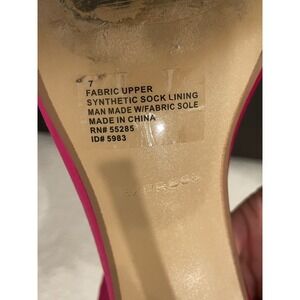 7
FABRIC UPPER
SYNTHETIC SOCK LINING
MAN MADE W/FABRIC SOLE
MADE IN CHINA
RN# 55285
ID# 5983